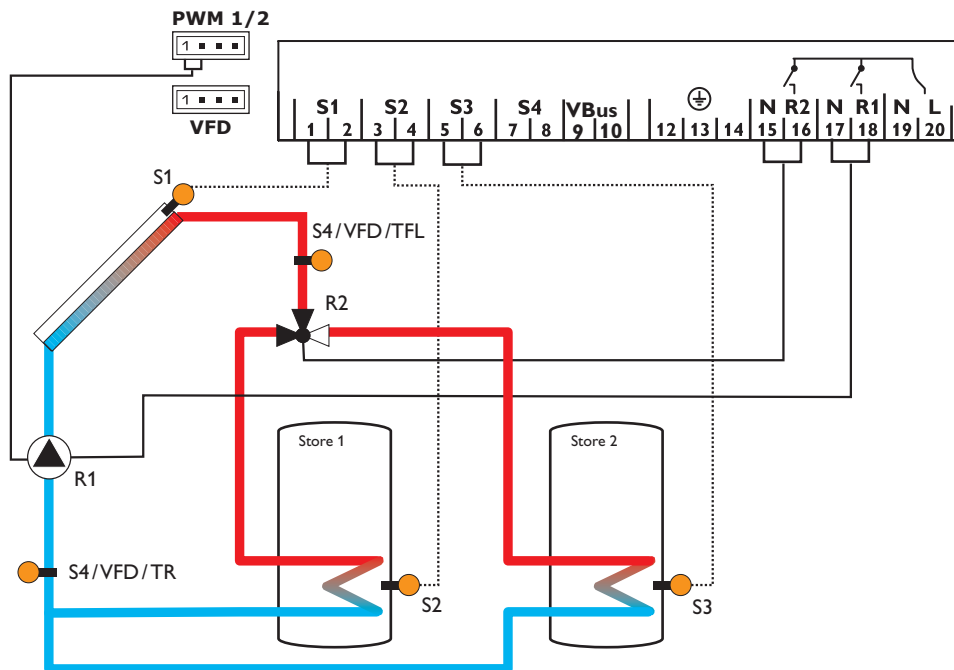 PWM 1/2
1
1
VFD
S1 S2 S3 S4 VBus N R2 N R1 N L
1 2 3 4 5 6 7 8 9 10 12 13 14 15 16 17 18 19 20
S1
S4/VFD/TFL
R2
Store 1
Store 2
R1
S4/VFD/TR
S2
S3